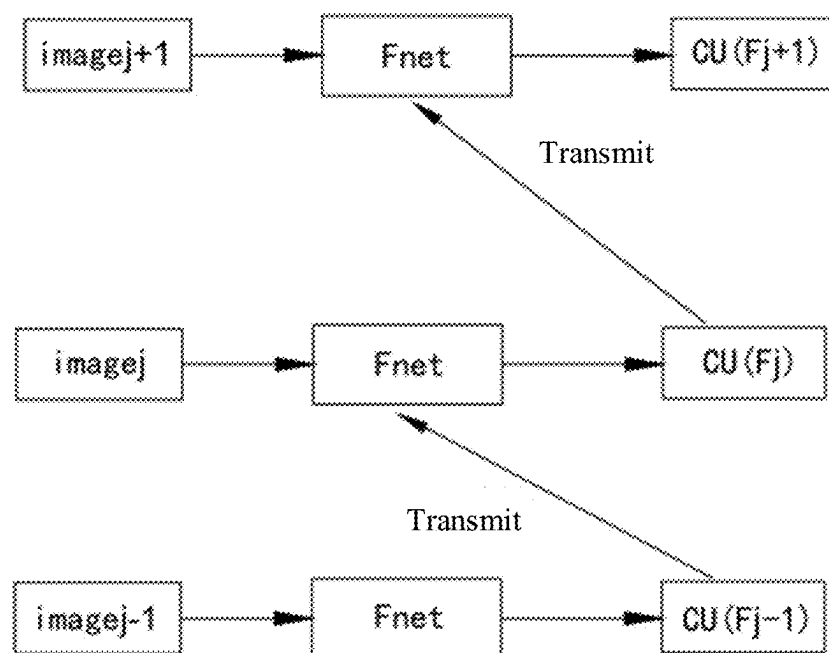 imagej+1 Fnet CU(Fj+1)
Transmit
imagej Fnet CU(Fj)
Transmit
imagej-1 Fnet CU(Fj-1)